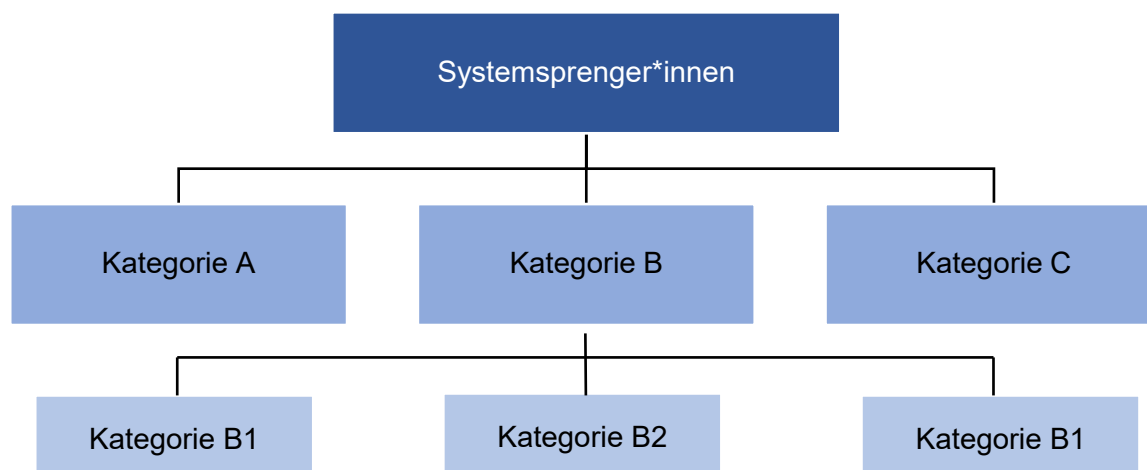 Systemsprenger*innen
Kategorie A
Kategorie B
Kategorie C
Kategorie B1
Kategorie B2
Kategorie B1